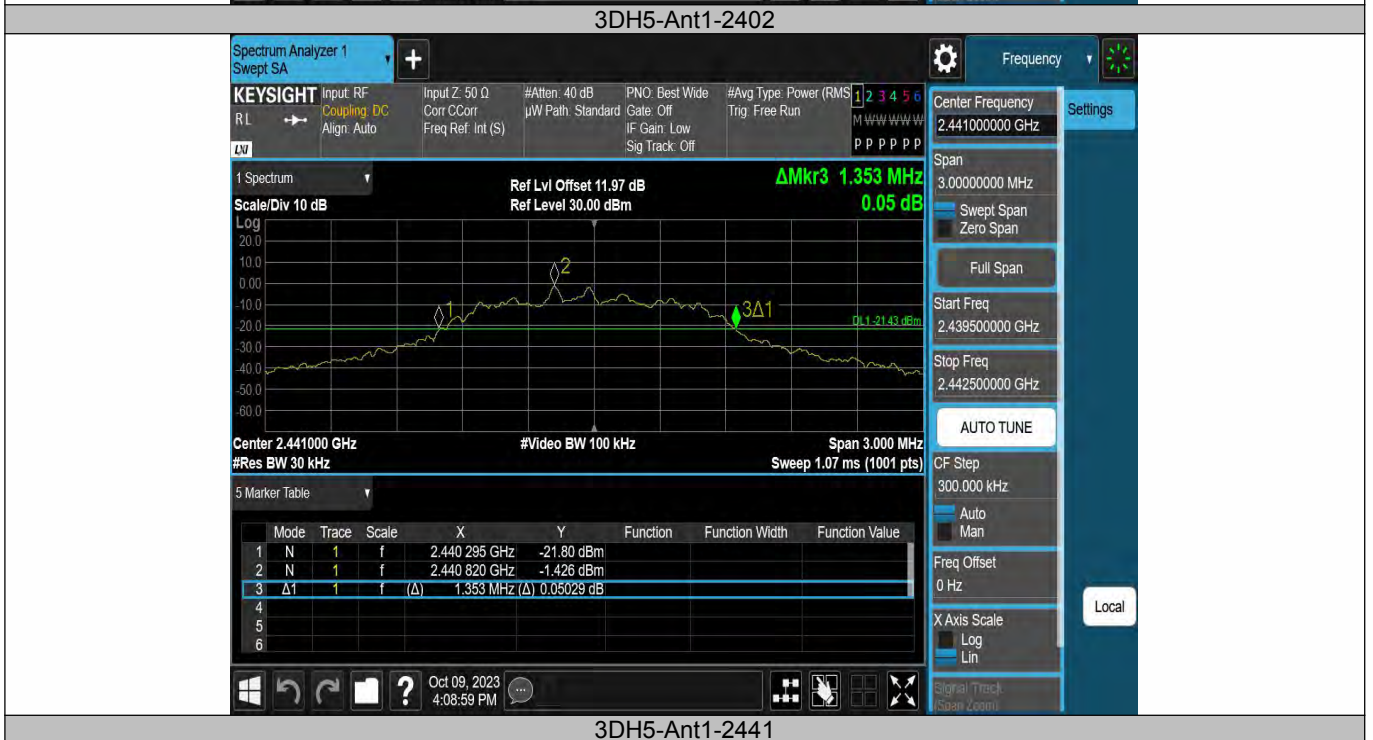 3DH5-Ant1-2402
Spectrum Analyzer 1
Swept SA
+
Frequency
KEYSIGHT Input: RF Input Z: 50 Ω #Atten: 40 dB PNO: Best Wide #Avg Type: Power (RMS 1 2 3 4 5 6
RL Coupling: DC Corr CCorr µW Path: Standard Gate: Off Trig: Free Run M W W W W W
Align: Auto Freq Ref: Int (S) IF Gain: Low
LXI Sig Track: Off P P P P P P
Center Frequency
2.441000000 GHz
Settings
Span
3.00000000 MHz
Swept Span
Zero Span
Full Span
Start Freq
2.439500000 GHz
Stop Freq
2.442500000 GHz
AUTO TUNE
CF Step
300.000 kHz
Auto
Man
Freq Offset
0 Hz
X Axis Scale
Log
Lin
Signal Track
(Span Zoom)
Local
1 Spectrum
Ref Lvl Offset 11.97 dB
ΔMkr3 1.353 MHz
Scale/Div 10 dB
Ref Level 30.00 dBm
0.05 dB
Log
20.0
10.0
0.00
-10.0
-20.0
-30.0
-40.0
-50.0
-60.0
2
1
3Δ1
DL1 -21.43 dBm
Center 2.441000 GHz #Video BW 100 kHz Span 3.000 MHz
#Res BW 30 kHz Sweep 1.07 ms (1001 pts)
5 Marker Table
Mode Trace Scale X Y Function Function Width Function Value
1 N 1 f 2.440 295 GHz -21.80 dBm
2 N 1 f 2.440 820 GHz -1.426 dBm
3 Δ1 1 f (Δ) 1.353 MHz (Δ) 0.05029 dB
4
5
6
?
Oct 09, 2023
4:08:59 PM
3DH5-Ant1-2441